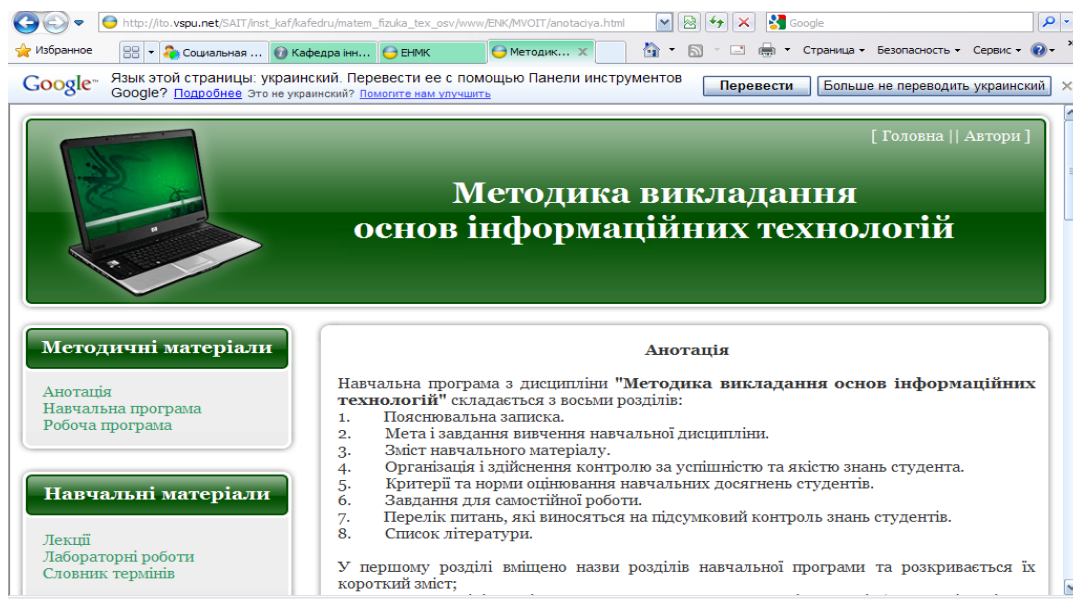 http://ito.vspu.net/SAIT/inst_kaf/kafedru/matem_fizuka_tex_osv/www/ENK/MVOIT/anotaciya.html Google
Избранное Социальная ... Кафедра інн... ЕНМК Методик... Страница Безопасность Сервис
Google Язык этой страницы: украинский. Перевести ее с помощью Панели инструментов
Google? Подробнее Это не украинский? Помогите нам улучшить
Перевести Больше не переводить украинский
[ Головна || Автори ]
Методика викладання
основ інформаційних технологій
hp
Методичні матеріали
Анотація
Навчальна програма
Робоча програма
Навчальні матеріали
Лекції
Лабораторні роботи
Словник термінів
Анотація
Навчальна програма з дисципліни "Методика викладання основ інформаційних
технологій" складається з восьми розділів:
1. Пояснювальна записка.
2. Мета і завдання вивчення навчальної дисципліни.
3. Зміст навчального матеріалу.
4. Організація і здійснення контролю за успішністю та якістю знань студента.
5. Критерії та норми оцінювання навчальних досягнень студентів.
6. Завдання для самостійної роботи.
7. Перелік питань, які виносяться на підсумковий контроль знань студентів.
8. Список літератури.
У першому розділі вміщено назви розділів навчальної програми та розкривається їх
короткий зміст;